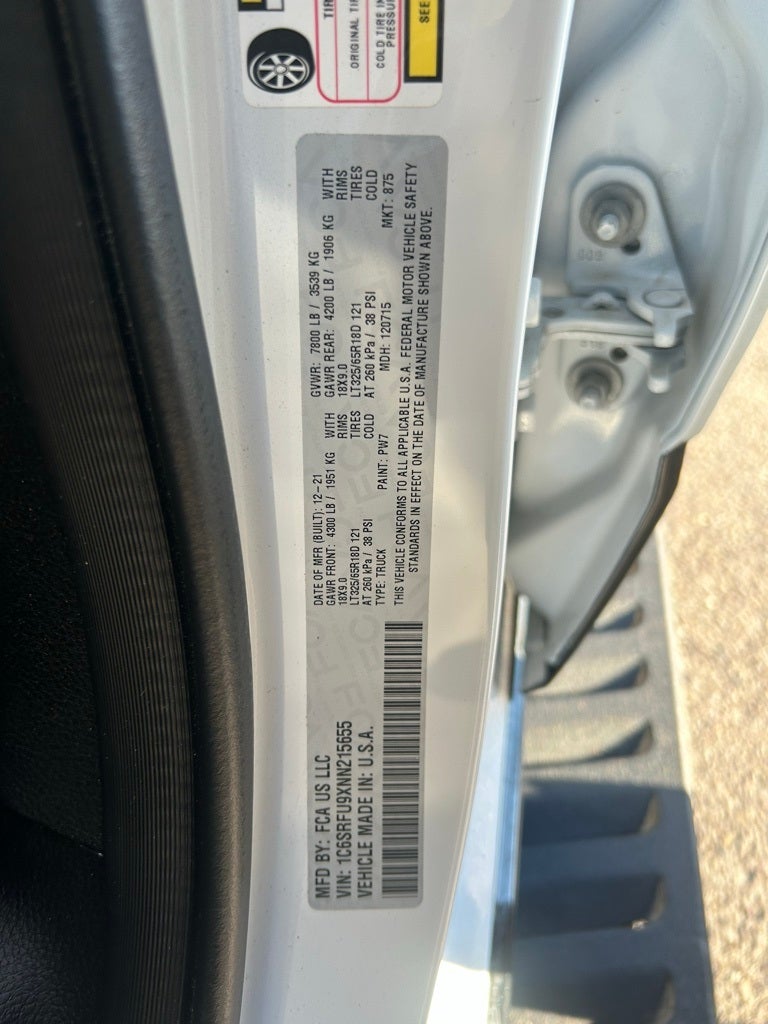 TIRE
ORIGINAL TI
COLD TIRE IN
PRESSU
SEE
MFD BY: FCA US LLC
VIN: 1C6SRFU9XNN215655
VEHICLE MADE IN: U.S.A.
DATE OF MFR (BUILT): 12-21 GVWR: 7800 LB / 3539 KG
GAWR FRONT: 4300 LB / 1951 KG WITH GAWR REAR: 4200 LB / 1906 KG WITH
18X9.0 RIMS 18X9.0 RIMS
LT325/65R18D 121 TIRES LT325/65R18D 121 TIRES
AT 260 kPa / 38 PSI COLD AT 260 kPa / 38 PSI COLD
TYPE: TRUCK PAINT: PW7 MDH: 120715 MKT: 875
THIS VEHICLE CONFORMS TO ALL APPLICABLE U.S.A. FEDERAL MOTOR VEHICLE SAFETY
STANDARDS IN EFFECT ON THE DATE OF MANUFACTURE SHOWN ABOVE.